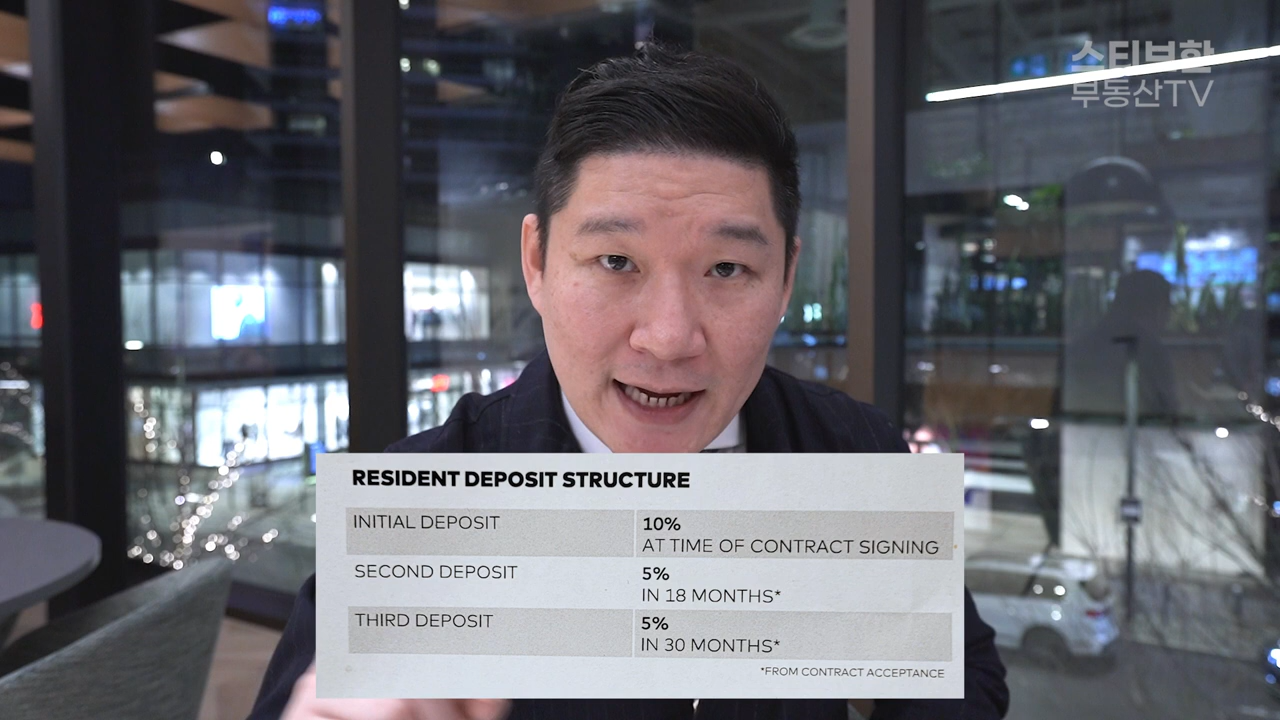 스티브한
부동산TV
RESIDENT DEPOSIT STRUCTURE
INITIAL DEPOSIT
10%
AT TIME OF CONTRACT SIGNING
SECOND DEPOSIT
5%
IN 18 MONTHS*
THIRD DEPOSIT
5%
IN 30 MONTHS*
*FROM CONTRACT ACCEPTANCE